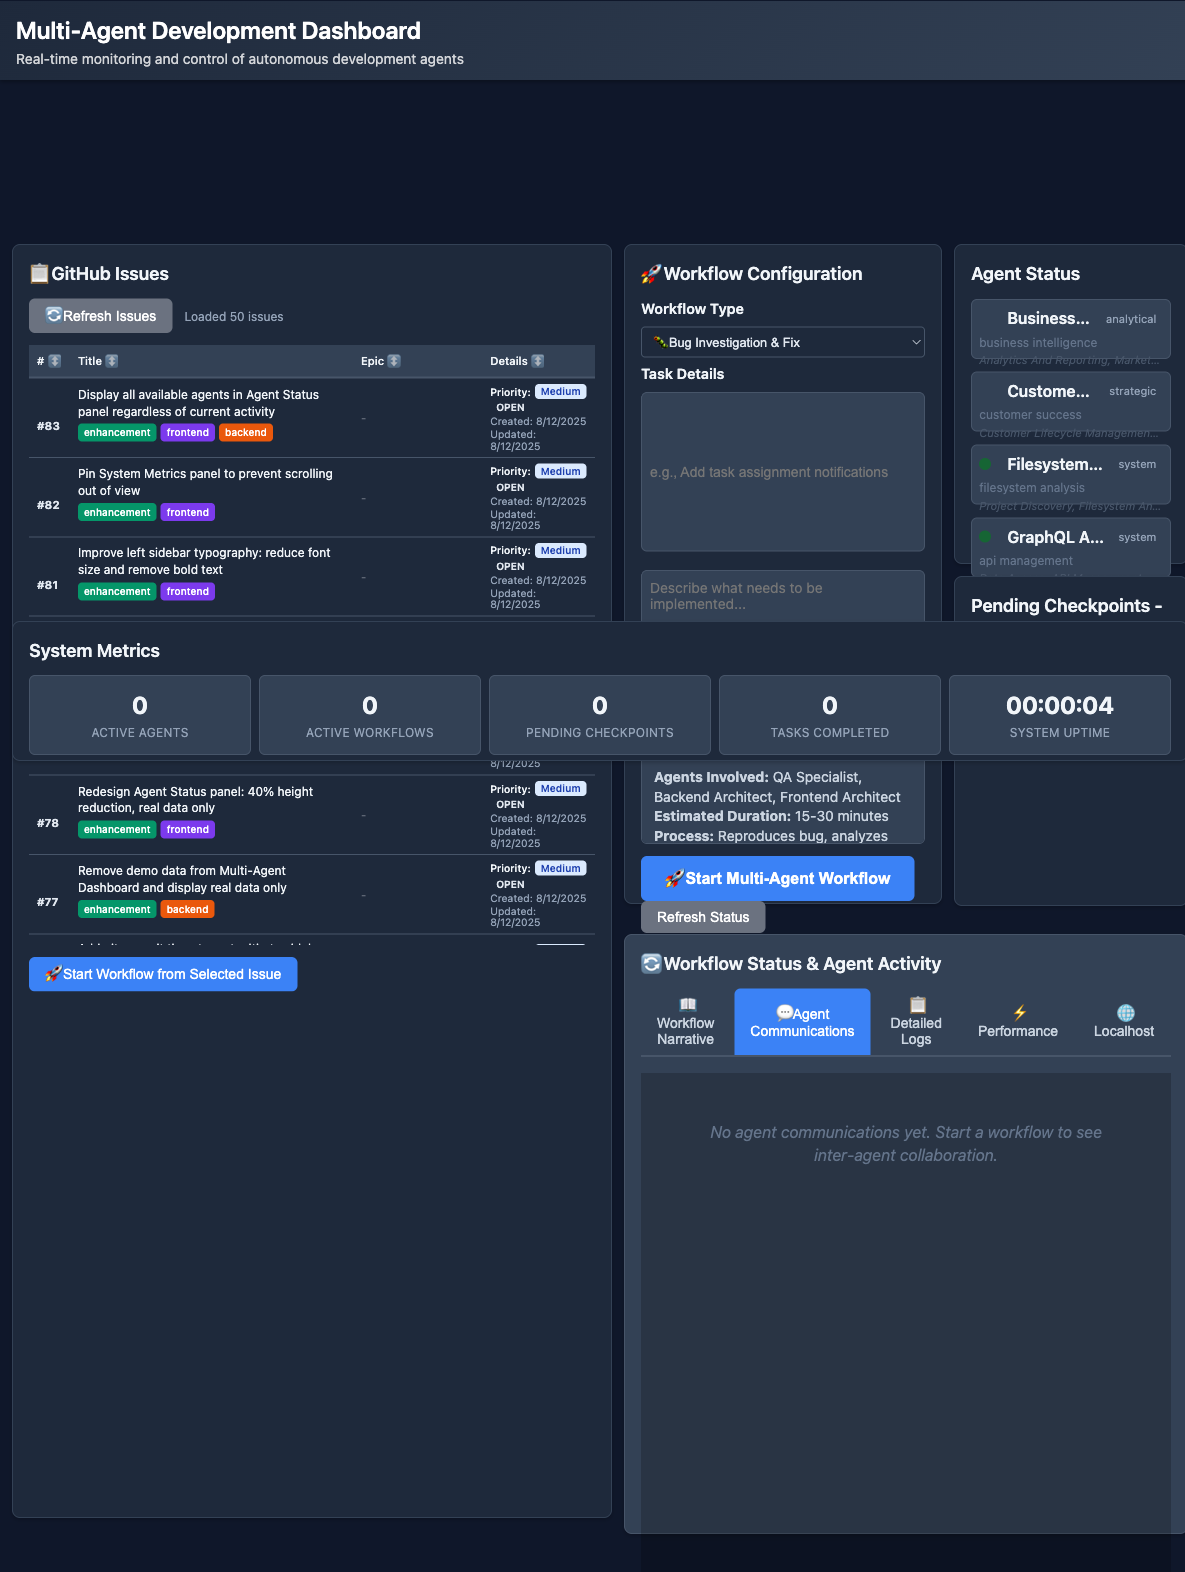 Multi-Agent Development Dashboard
Real-time monitoring and control of autonomous development agents
GitHub Issues
Refresh Issues
Loaded 50 issues
# Title Epic Details
#83
Display all available agents in Agent Status
panel regardless of current activity
enhancement frontend backend
-
Priority: Medium
OPEN
Created: 8/12/2025
Updated:
8/12/2025
#82
Pin System Metrics panel to prevent scrolling
out of view
enhancement frontend
-
Priority: Medium
OPEN
Created: 8/12/2025
Updated:
8/12/2025
#81
Improve left sidebar typography: reduce font
size and remove bold text
enhancement frontend
-
Priority: Medium
OPEN
Created: 8/12/2025
Updated:
8/12/2025
Workflow Configuration
Workflow Type
Bug Investigation & Fix
Task Details
e.g., Add task assignment notifications
Describe what needs to be
implemented...
Agent Status
Business... analytical
business intelligence
Analytics And Reporting, Market...
Custome... strategic
customer success
Customer Lifecycle Managemen...
Filesystem... system
filesystem analysis
Project Discovery, Filesystem An...
GraphQL A... system
api management
Pending Checkpoints -
System Metrics
0
ACTIVE AGENTS
0
ACTIVE WORKFLOWS
0
PENDING CHECKPOINTS
0
TASKS COMPLETED
00:00:04
SYSTEM UPTIME
8/12/2025
#78
Redesign Agent Status panel: 40% height
reduction, real data only
enhancement frontend
-
Priority: Medium
OPEN
Created: 8/12/2025
Updated:
8/12/2025
#77
Remove demo data from Multi-Agent
Dashboard and display real data only
enhancement backend
-
Priority: Medium
OPEN
Created: 8/12/2025
Updated:
8/12/2025
Start Workflow from Selected Issue
Agents Involved: QA Specialist,
Backend Architect, Frontend Architect
Estimated Duration: 15-30 minutes
Process: Reproduces bug, analyzes
Start Multi-Agent Workflow
Refresh Status
Workflow Status & Agent Activity
Workflow
Narrative
Agent
Communications
Detailed
Logs
Performance
Localhost
No agent communications yet. Start a workflow to see
inter-agent collaboration.